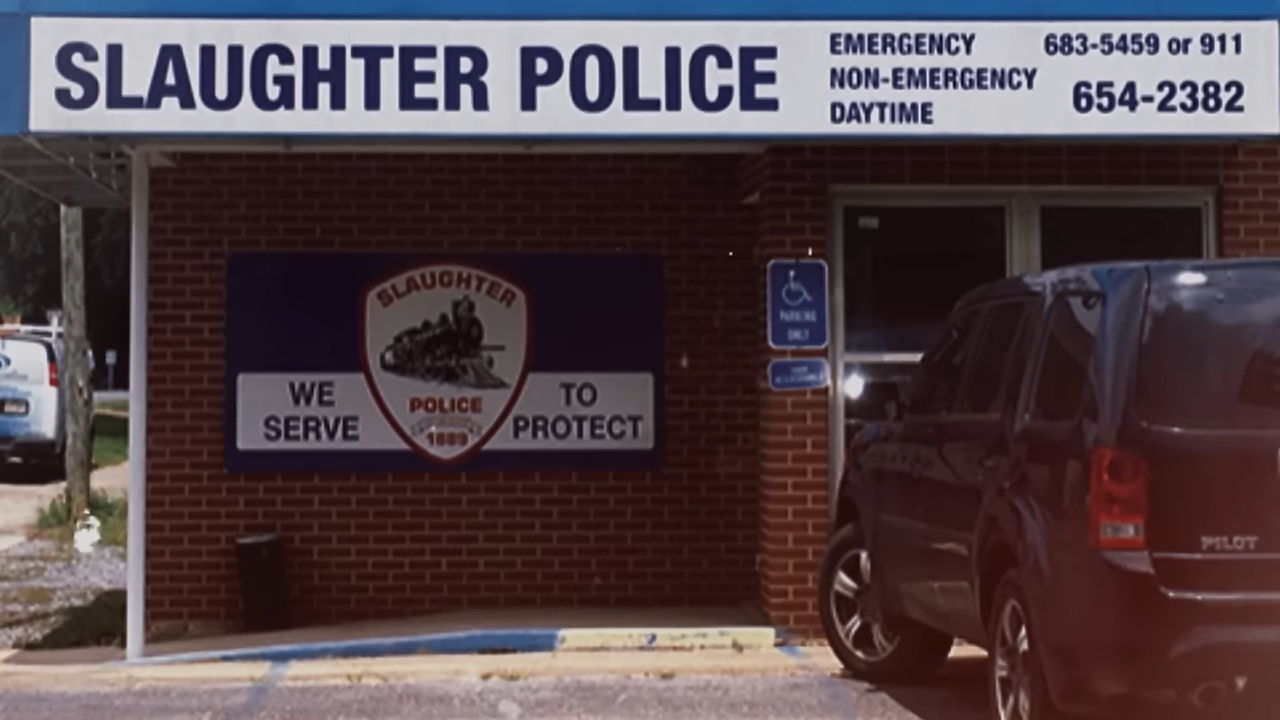 SLAUGHTER POLICE
EMERGENCY 683-5459 or 911
NON-EMERGENCY
DAYTIME 654-2382
SLAUGHTER
POLICE
1889
WE
SERVE
TO
PROTECT
PARKING
ONLY
PILOT